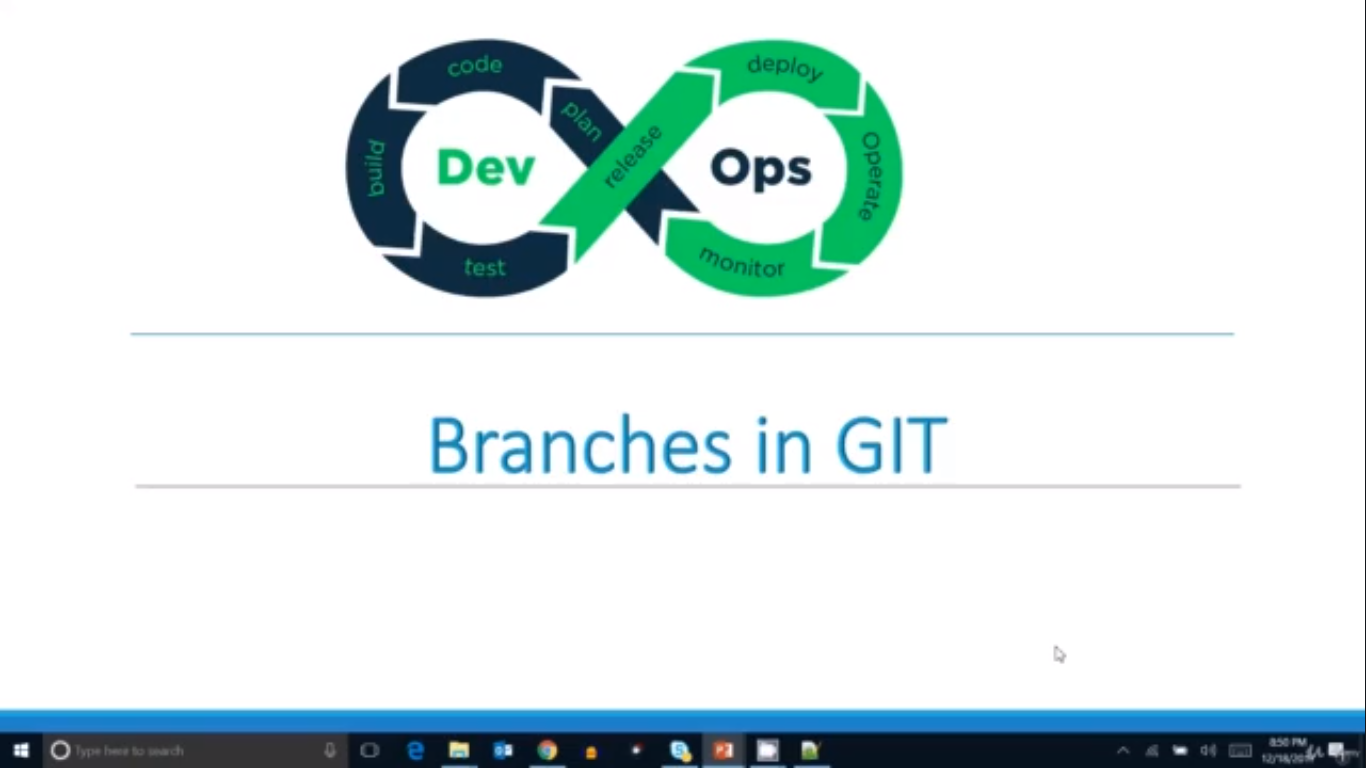 code
plan
build
Dev
test
release
deploy
Ops
Operate
monitor
Branches in GIT
Type here to search
8:50 PM